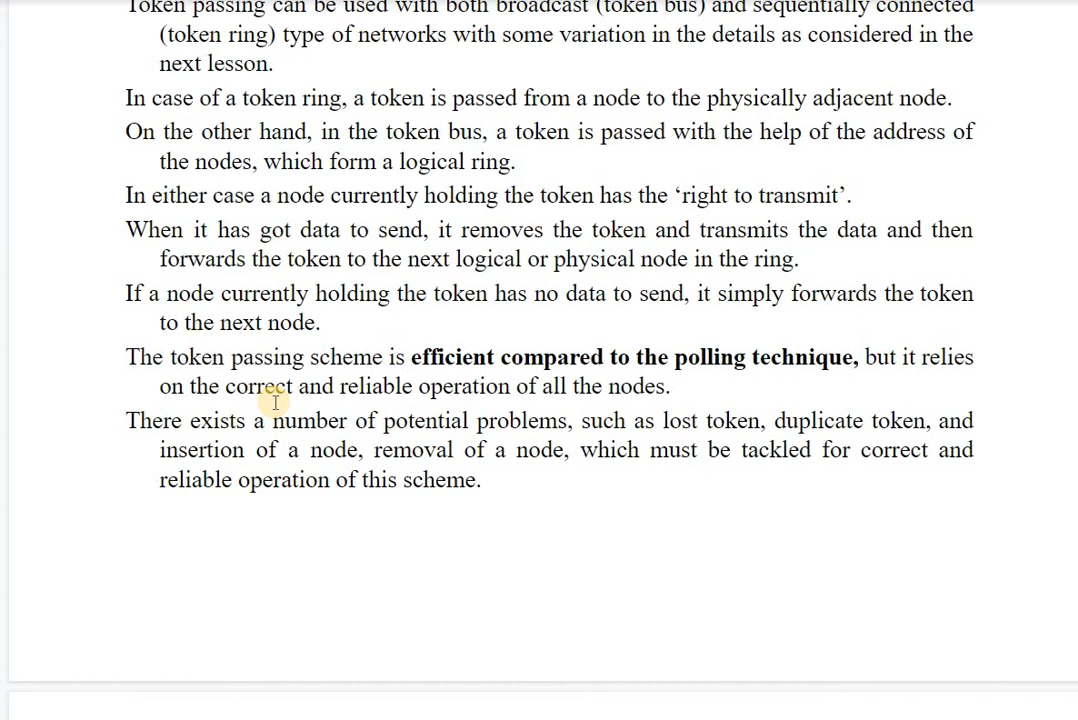 Token passing can be used with both broadcast (token bus) and sequentially connected
(token ring) type of networks with some variation in the details as considered in the
next lesson.
In case of a token ring, a token is passed from a node to the physically adjacent node.
On the other hand, in the token bus, a token is passed with the help of the address of
the nodes, which form a logical ring.
In either case a node currently holding the token has the ‘right to transmit’.
When it has got data to send, it removes the token and transmits the data and then
forwards the token to the next logical or physical node in the ring.
If a node currently holding the token has no data to send, it simply forwards the token
to the next node.
The token passing scheme is efficient compared to the polling technique, but it relies
on the correct and reliable operation of all the nodes.
There exists a number of potential problems, such as lost token, duplicate token, and
insertion of a node, removal of a node, which must be tackled for correct and
reliable operation of this scheme.